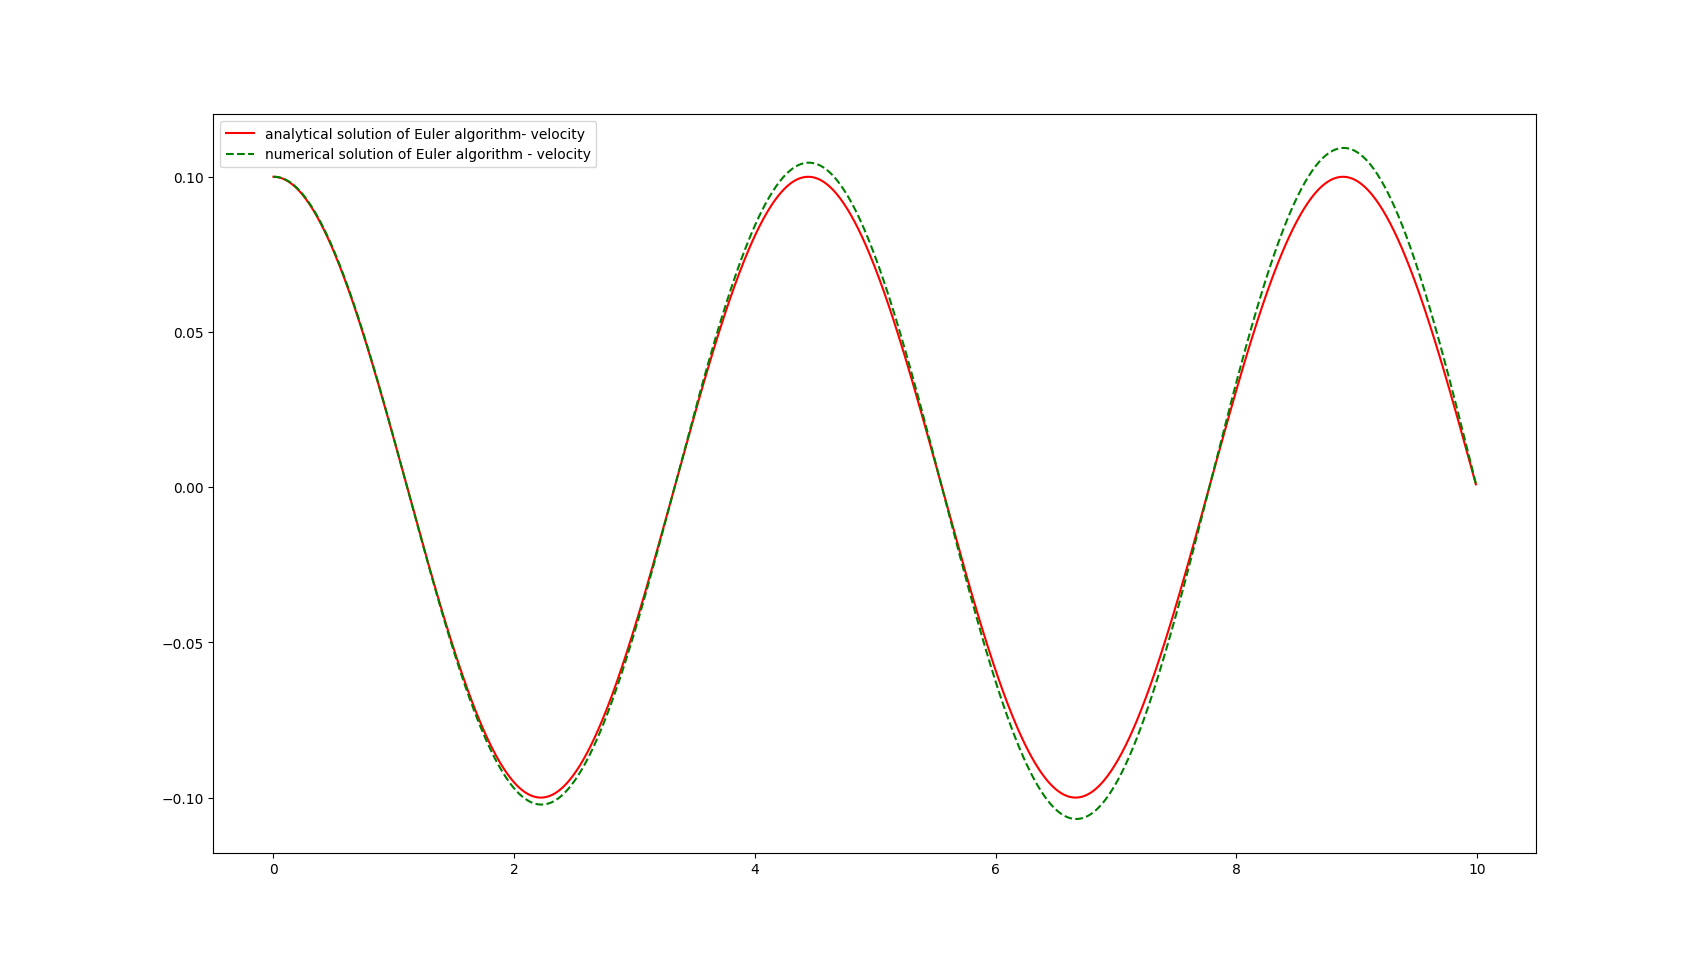 analytical solution of Euler algorithm- velocity
numerical solution of Euler algorithm - velocity
0.10
0.05
0.00
−0.05
−0.10
0 2 4 6 8 10